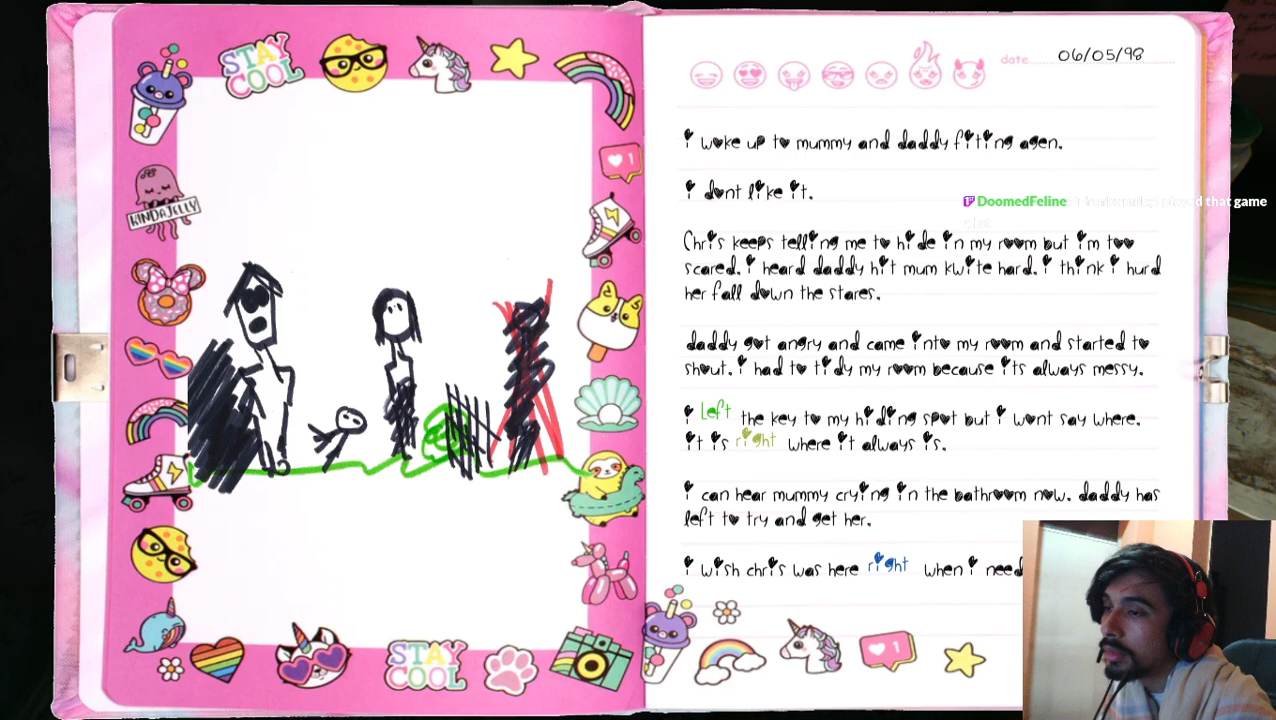 STAY
COOL
KINDAJELLY
1
STAY
COOL
date 06/05/98
i woke up to mummy and daddy fiting agen.
i dont like it.
DoomedFeline played that game
Chris keeps telling me to hide in my room but im too
scared. i heard daddy hit mum kwite hard. i think i hurd
her fall down the stares.
daddy got angry and came into my room and started to
shout. i had to tidy my room because its always messy.
i Left the key to my hiding spot but i wont say where.
it is right where it always is.
i can hear mummy crying in the bathroom now. daddy has
left to try and get her.
i wish chris was here right when i need
1